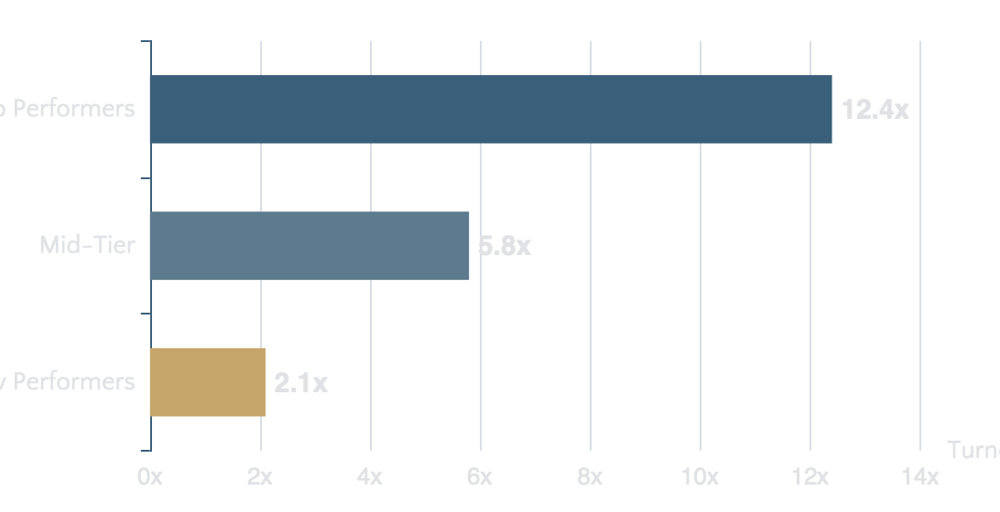 Performers
12.4x
Mid-Tier
5.8x
Performers
2.1x
0x 2x 4x 6x 8x 10x 12x 14x